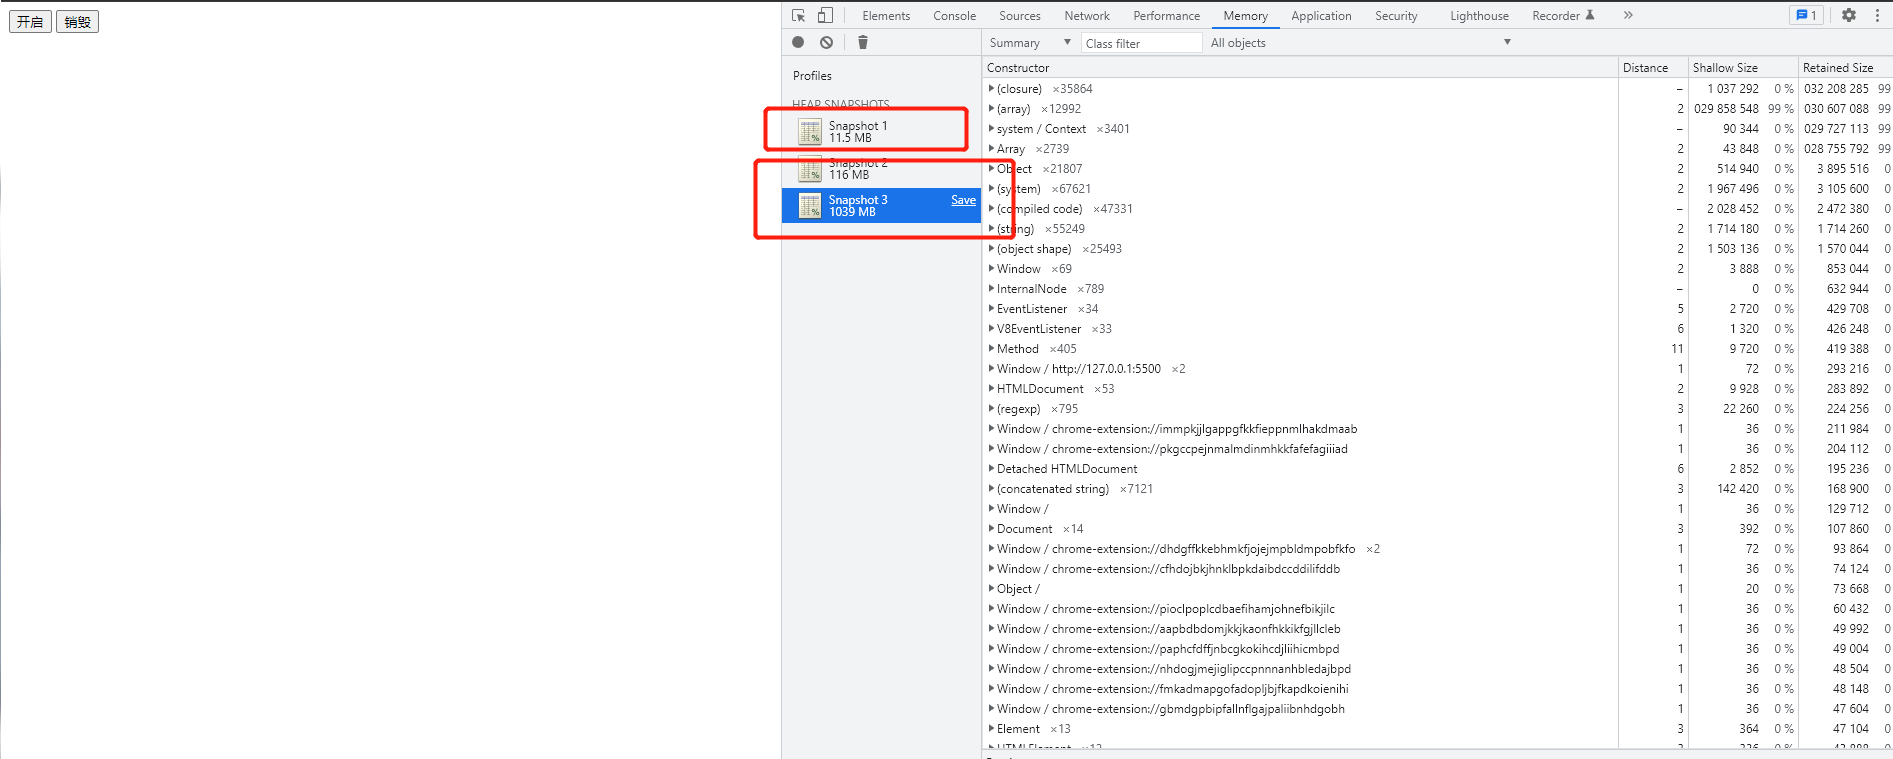 开启 销毁
Elements Console Sources Network Performance Memory Application Security Lighthouse Recorder » 1
Summary Class filter All objects
Profiles
HEAP SNAPSHOTS
Snapshot 1
11.5 MB
Snapshot 2
116 MB
Snapshot 3 Save
1039 MB
Constructor Distance Shallow Size Retained Size
(closure) ×35864 – 1 037 292 0 % 032 208 285 99
(array) ×12992 2 029 858 548 99 % 030 607 088 99
system / Context ×3401 – 90 344 0 % 029 727 113 99
Array ×2739 2 43 848 0 % 028 755 792 99
Object ×21807 2 514 940 0 % 3 895 516 0
(system) ×67621 2 1 967 496 0 % 3 105 600 0
(compiled code) ×47331 – 2 028 452 0 % 2 472 380 0
(string) ×55249 2 1 714 180 0 % 1 714 260 0
(object shape) ×25493 2 1 503 136 0 % 1 570 044 0
Window ×69 2 3 888 0 % 853 044 0
InternalNode ×789 – 0 0 % 632 944 0
EventListener ×34 5 2 720 0 % 429 708 0
V8EventListener ×33 6 1 320 0 % 426 248 0
Method ×405 11 9 720 0 % 419 388 0
Window / http://127.0.0.1:5500 ×2 1 72 0 % 293 216 0
HTMLDocument ×53 2 9 928 0 % 283 892 0
(regexp) ×795 3 22 260 0 % 224 256 0
Window / chrome-extension://immpkjjlgappgfkkfieppnmlhakdmaab 1 36 0 % 211 984 0
Window / chrome-extension://pkgccpejnmalmdinmhkkfafefagiiiad 1 36 0 % 204 112 0
Detached HTMLDocument 6 2 852 0 % 195 236 0
(concatenated string) ×7121 3 142 420 0 % 168 900 0
Window / 1 36 0 % 129 712 0
Document ×14 3 392 0 % 107 860 0
Window / chrome-extension://dhdgffkkebhmkfjojejmpbldmpobfkfo ×2 1 72 0 % 93 864 0
Window / chrome-extension://cfhdojbkjhnklbpkdaibdccddilifddb 1 36 0 % 74 124 0
Object / 1 20 0 % 73 668 0
Window / chrome-extension://pioclpoplcdbaefihamjohnefbikjilc 1 36 0 % 60 432 0
Window / chrome-extension://aapbdbdomjkkjkaonfhkkikfgjllcleb 1 36 0 % 49 992 0
Window / chrome-extension://paphcfdffjnbcgkokihcdjliihicmbpd 1 36 0 % 49 004 0
Window / chrome-extension://nhdogjmejiglipccpnnnanhbledajbpd 1 36 0 % 48 504 0
Window / chrome-extension://fmkadmapgofadopljbjfkapdkoienihi 1 36 0 % 48 148 0
Window / chrome-extension://gbmdgpbipfallnflgajpaliibnhdgobh 1 36 0 % 47 604 0
Element ×13 3 364 0 % 47 104 0